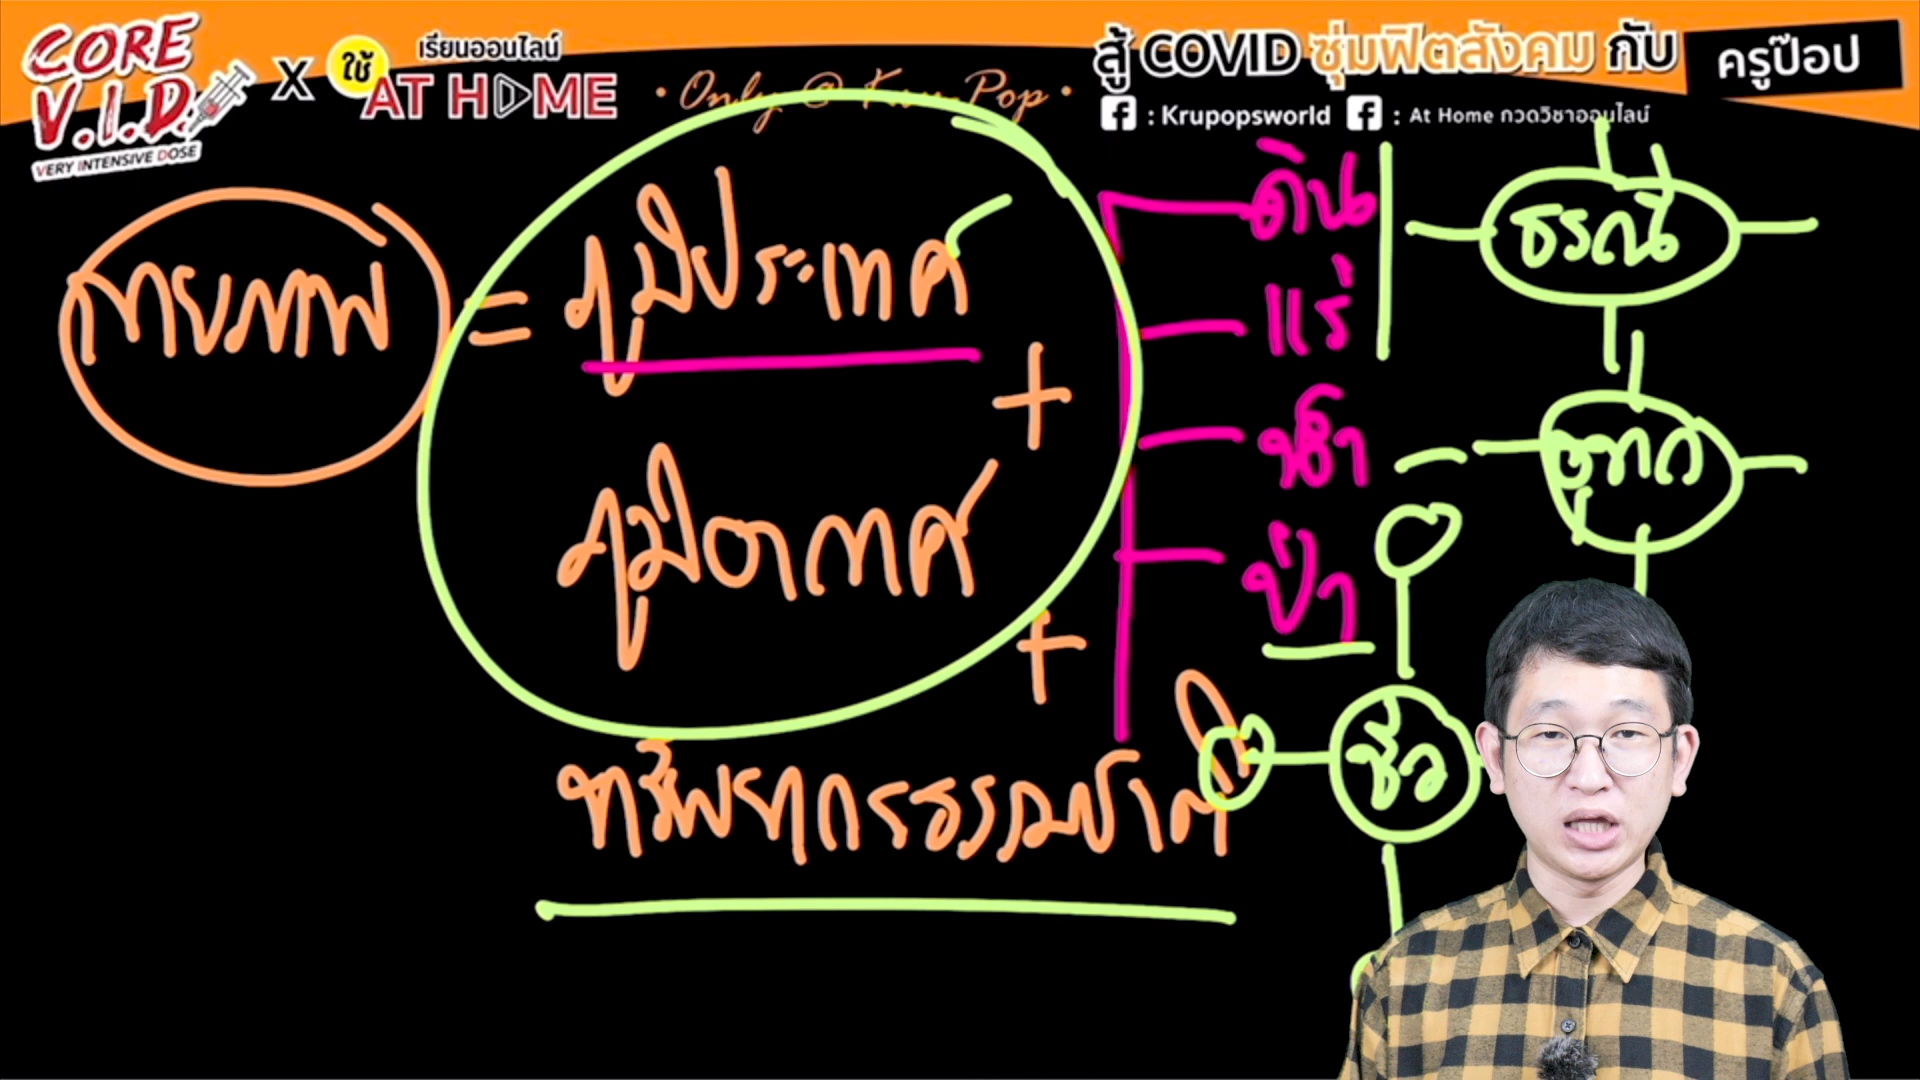 CORE
V.I.D.
VERY INTENSIVE DOSE
X
ใช้
เรียนออนไลน์
AT HOME
• Only @ Kru Pop •
สู้ COVID ซุ่มฟิตสังคม กับ ครูป๊อป
: Krupopsworld : At Home กวดวิชาออนไลน์
กายภาพ = ภูมิประเทศ
+
ภูมิอากาศ
+
ทรัพยากรธรรมชาติ
ดิน
แร่
น้ำ
ป่า
ธรณี
อุทก
ชีว